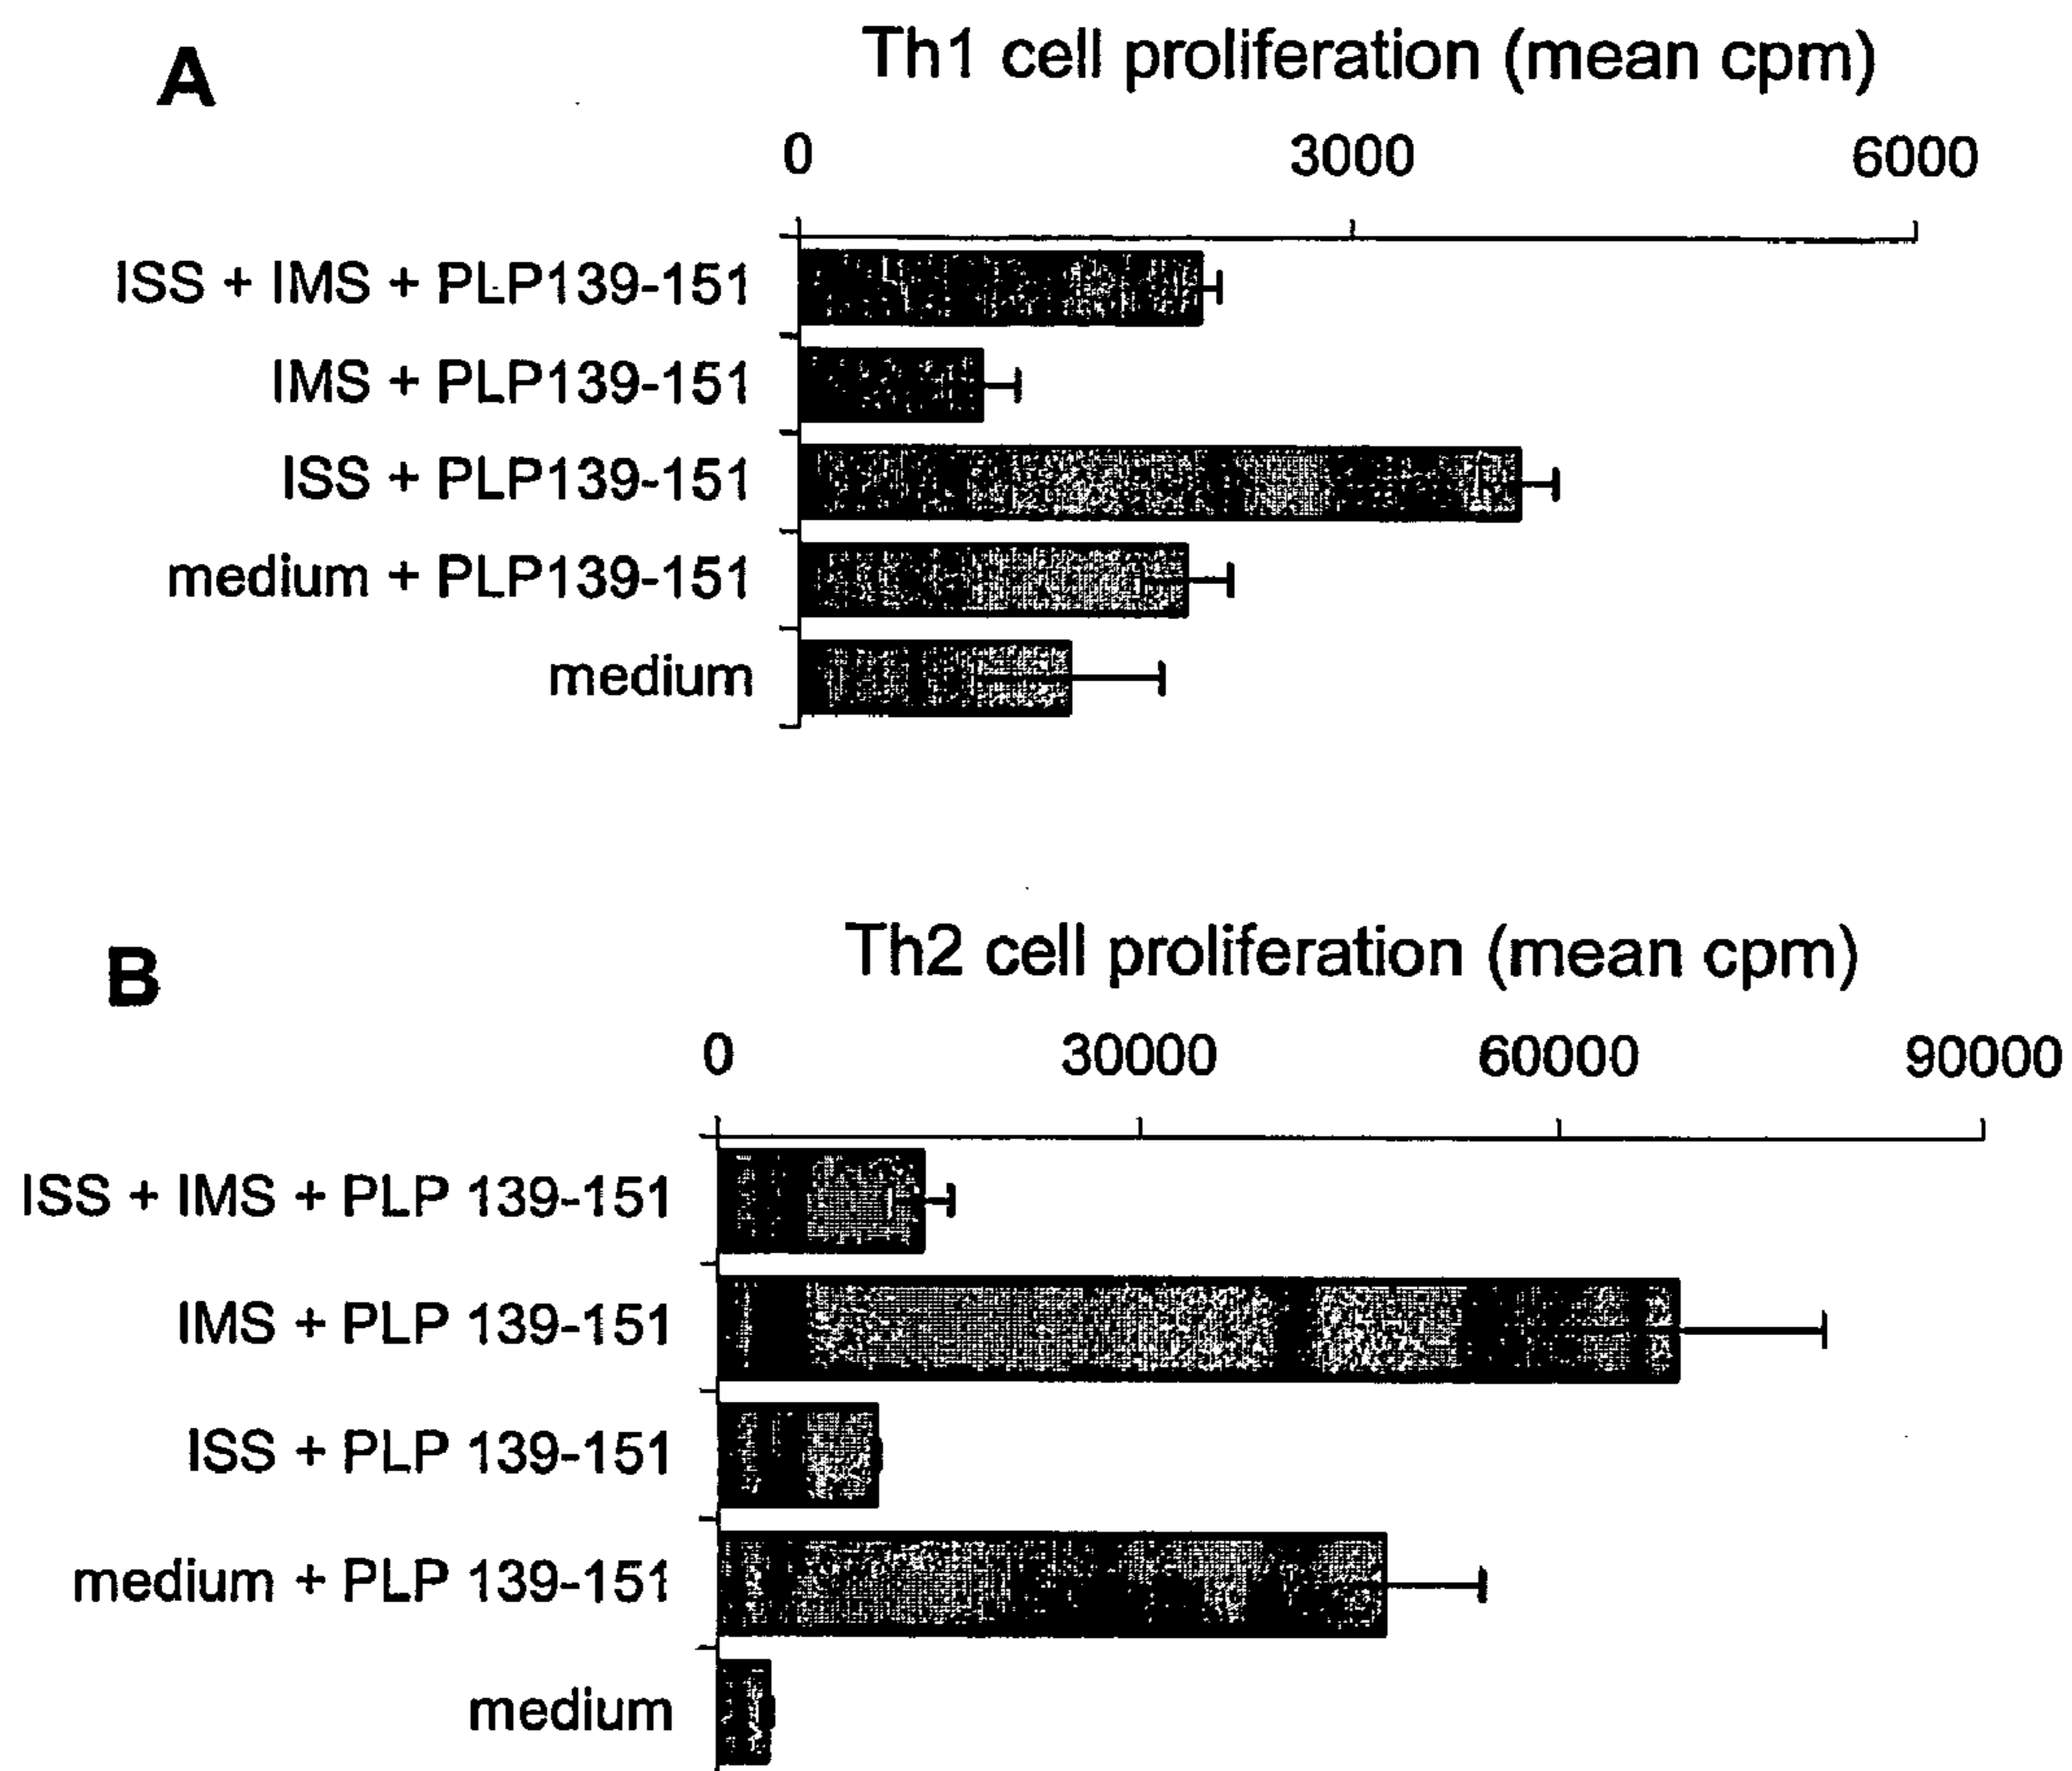 A
Th1 cell proliferation (mean cpm)
0 3000 6000
ISS + IMS + PLP139-151
IMS + PLP139-151
ISS + PLP139-151
medium + PLP139-151
medium
B
Th2 cell proliferation (mean cpm)
0 30000 60000 90000
ISS + IMS + PLP 139-151
IMS + PLP 139-151
ISS + PLP 139-151
medium + PLP 139-151
medium